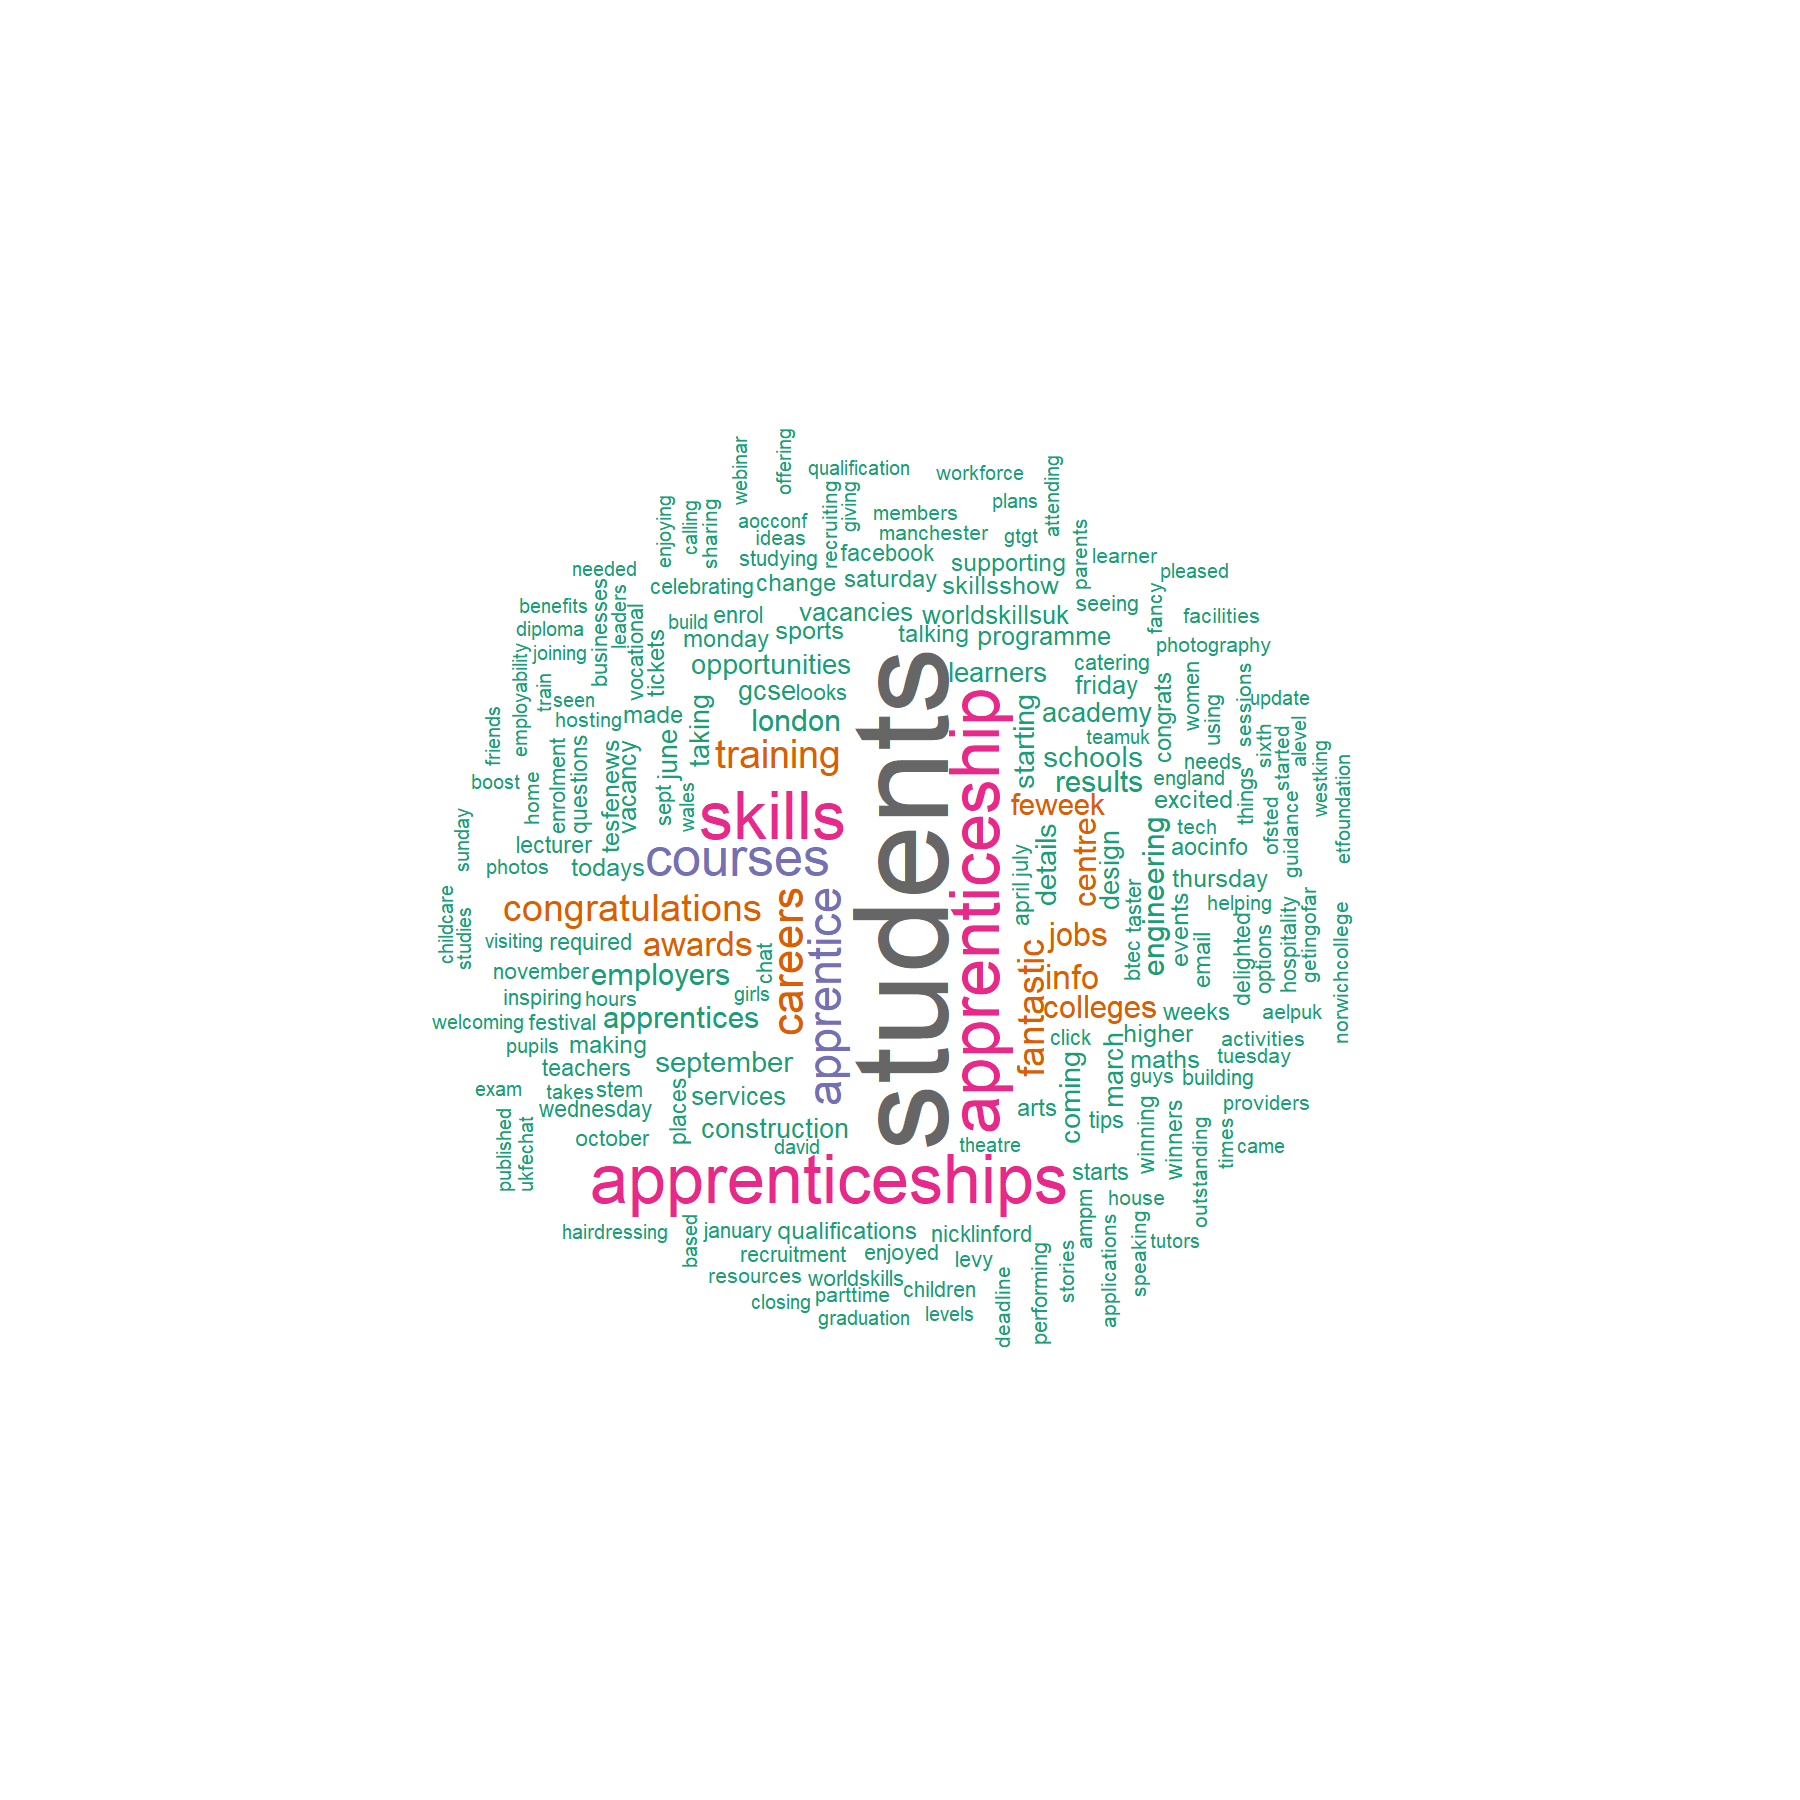 webinar
offering
qualification
workforce
attending
enjoying
calling
sharing
aocconf
ideas
studying
recruiting
giving
members
manchester
plans
gtgt
facebook
supporting
parents
learner
pleased
needed
celebrating
change
saturday
skillsshow
seeing
fancy
facilities
benefits
diploma
joining
businesses
leaders
vocational
tickets
build
enrol
monday
sports
vacancies
worldskillsuk
talking
programme
photography
employability
train
seen
hosting
made
opportunities
gcse
looks
learners
catering
friday
congrats
women
using
sessions
update
friends
london
taking
training
students
apprenticeship
starting
academy
teamuk
schools
results
needs
england
excited
things
sixth
started
alevel
westking
etfoundation
boost
home
enrolment
questions
tesfenews
vacancy
june
sept
wales
skills
feweek
centre
design
details
july
april
engineering
tech
aocinfo
ofsted
guidance
sunday
lecturer
photos
todays
courses
thursday
helping
childcare
studies
congratulations
careers
apprentice
taster
btec
events
email
delighted
options
hospitality
getingofar
norwichcollege
visiting
required
awards
chat
fantastic
jobs
november
employers
girls
info
inspiring
hours
colleges
weeks
aelpuk
welcoming
festival
apprentices
click
higher
activities
pupils
making
teachers
september
coming
march
maths
tuesday
guys
building
exam
takes
stem
wednesday
places
services
arts
tips
providers
published
ukfechat
october
construction
david
theatre
winning
winners
outstanding
times
came
apprenticeships
starts
house
hairdressing
based
january
qualifications
nicklinford
ampm
applications
speaking
tutors
recruitment
enjoyed
levy
stories
performing
deadline
resources
worldskills
children
closing
parttime
graduation
levels